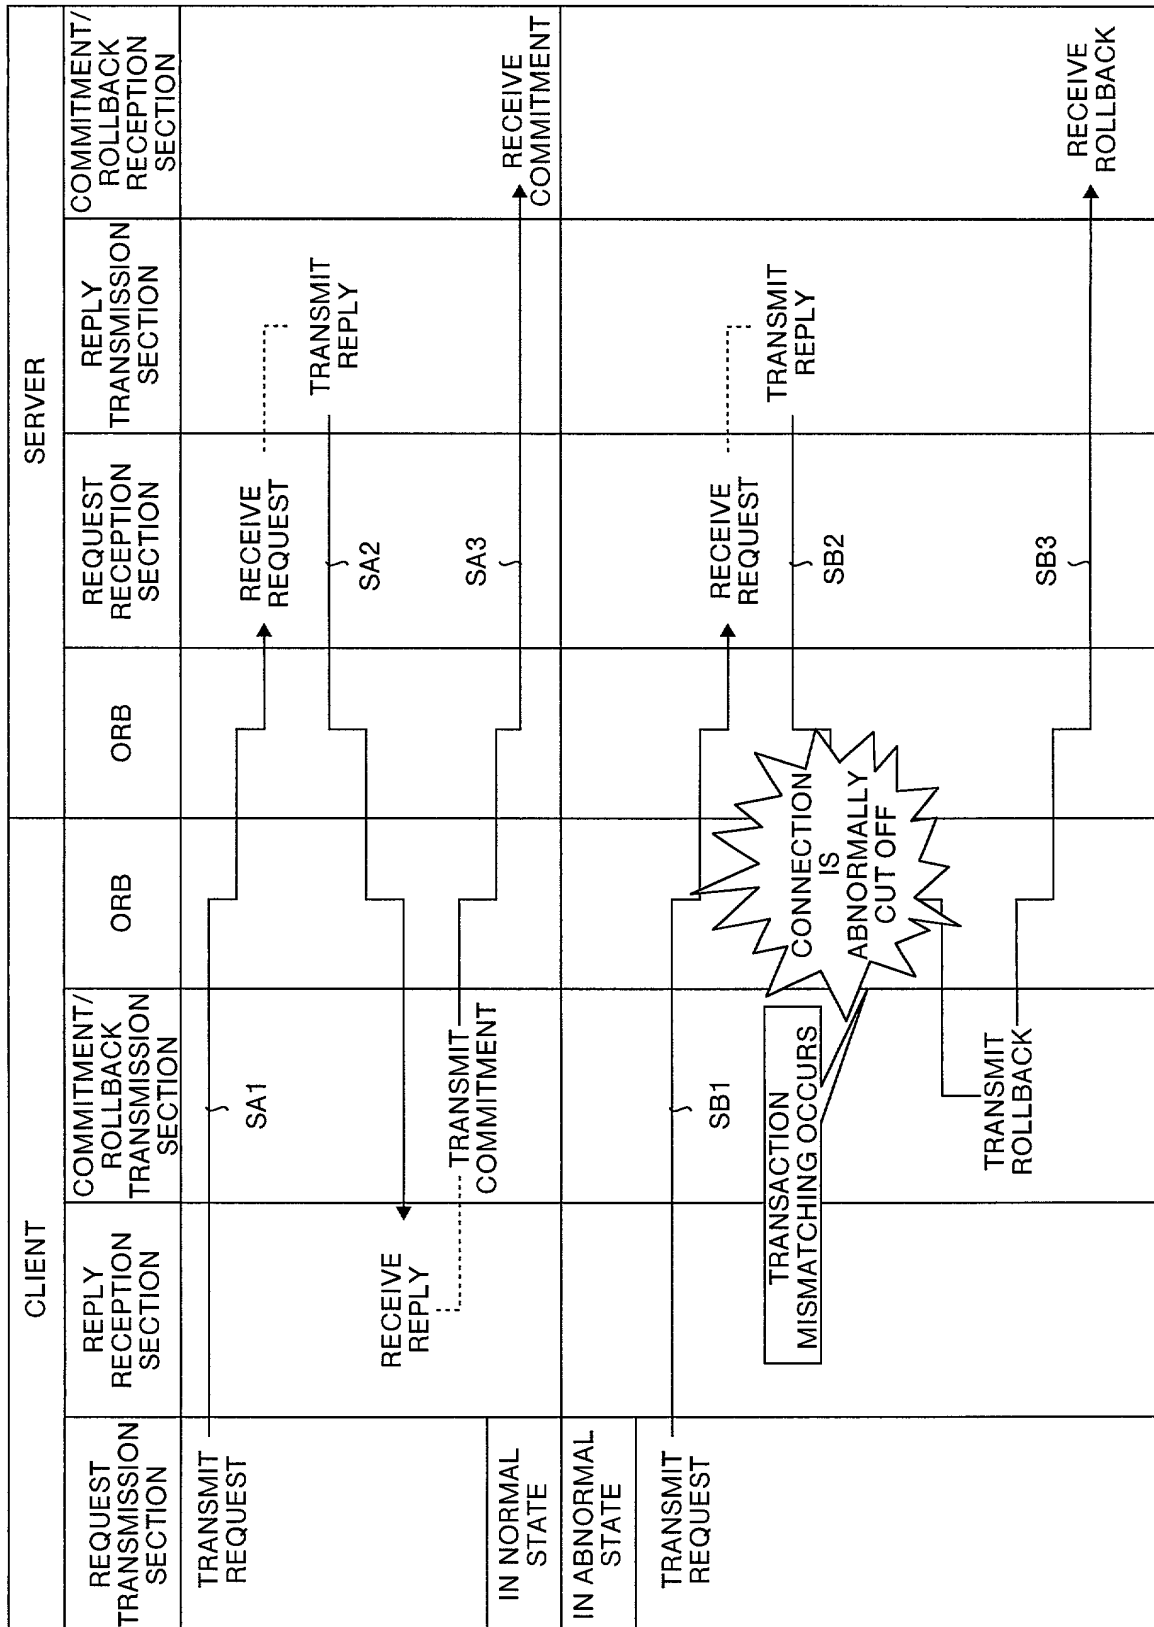 CLIENT
SERVER
REQUEST
TRANSMISSION
SECTION
REPLY
RECEPTION
SECTION
COMMITMENT/
ROLLBACK
TRANSMISSION
SECTION
ORB
ORB
REQUEST
RECEPTION
SECTION
REPLY
TRANSMISSION
SECTION
COMMITMENT/
ROLLBACK
RECEPTION
SECTION
TRANSMIT
REQUEST
SA1
RECEIVE
REQUEST
TRANSMIT
REPLY
SA2
RECEIVE
REPLY
TRANSMIT
COMMITMENT
SA3
RECEIVE
COMMITMENT
IN NORMAL
STATE
IN ABNORMAL
STATE
TRANSMIT
REQUEST
SB1
RECEIVE
REQUEST
TRANSMIT
REPLY
SB2
CONNECTION
IS
ABNORMALLY
CUT OFF
TRANSACTION
MISMATCHING OCCURS
TRANSMIT
ROLLBACK
SB3
RECEIVE
ROLLBACK